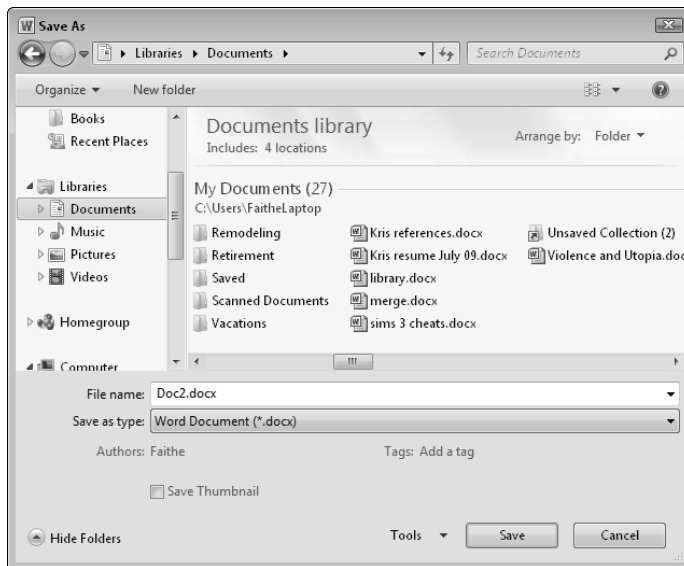 Save As
Libraries Documents Search Documents
Organize New folder
Books
Recent Places
Libraries
Documents
Music
Pictures
Videos
Homegroup
Computer
Documents library
Includes: 4 locations
Arrange by: Folder
My Documents (27)
C:\Users\FaitheLaptop
Remodeling Kris references.docx Unsaved Collection (2)
Retirement Kris resume July 09.docx Violence and Utopia.doc
Saved library.docx
Scanned Documents merge.docx
Vacations sims 3 cheats.docx
File name: Doc2.docx
Save as type: Word Document (*.docx)
Authors: Faithe Tags: Add a tag
Save Thumbnail
Hide Folders Tools Save Cancel